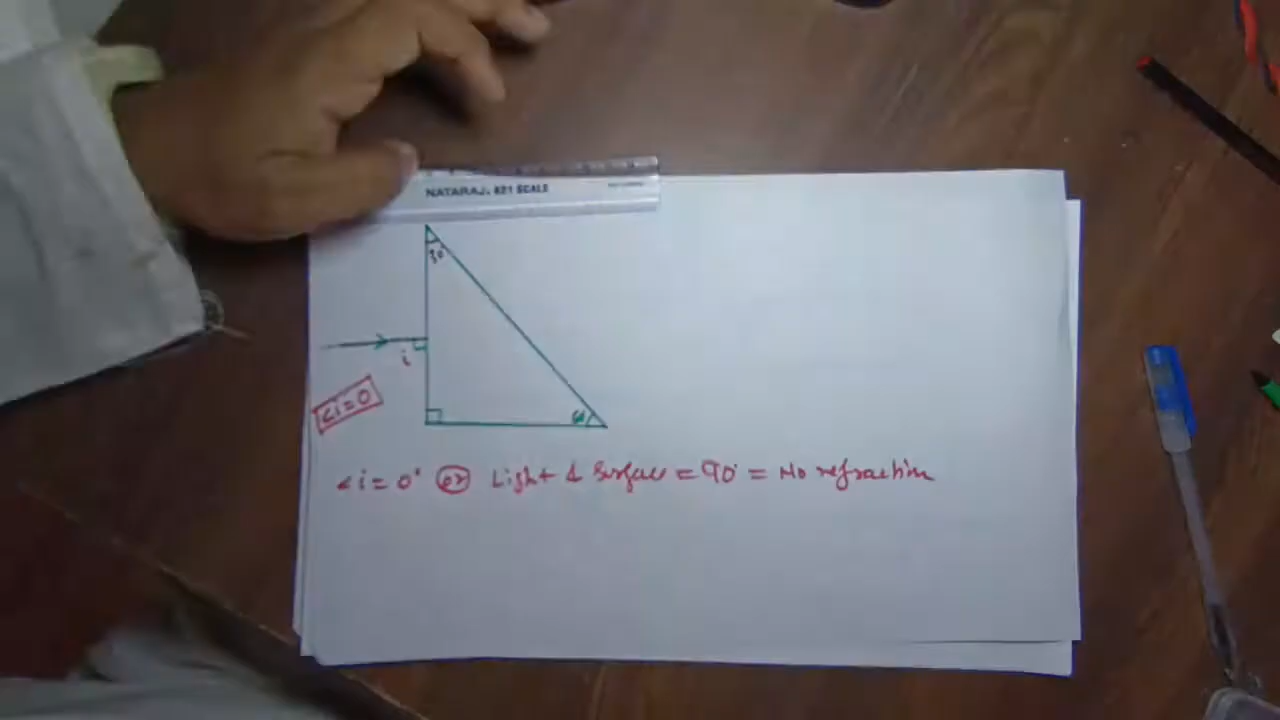 NATARAJ. 621 SCALE
30
i
<i=0
60
<i=0° or Light & Surface = 90° = No refraction